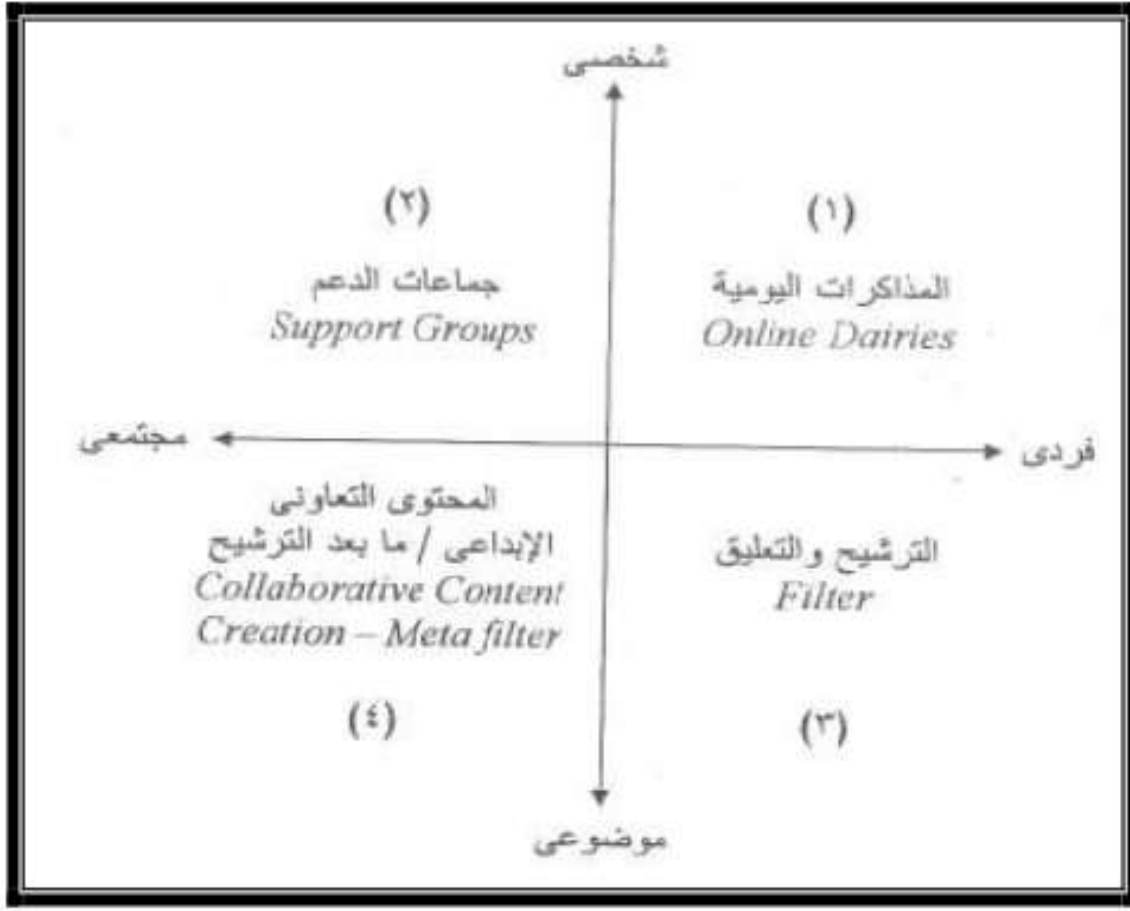 شخصى
(١)
المذاكرات اليومية
Online Dairies
(٢)
جماعات الدعم
Support Groups
فردى
مجتمعى
الترشيح والتعليق
Filter
(٣)
المحتوى التعاونى
الإبداعى / ما بعد الترشيح
Collaborative Content
Creation – Meta filter
(٤)
موضوعى